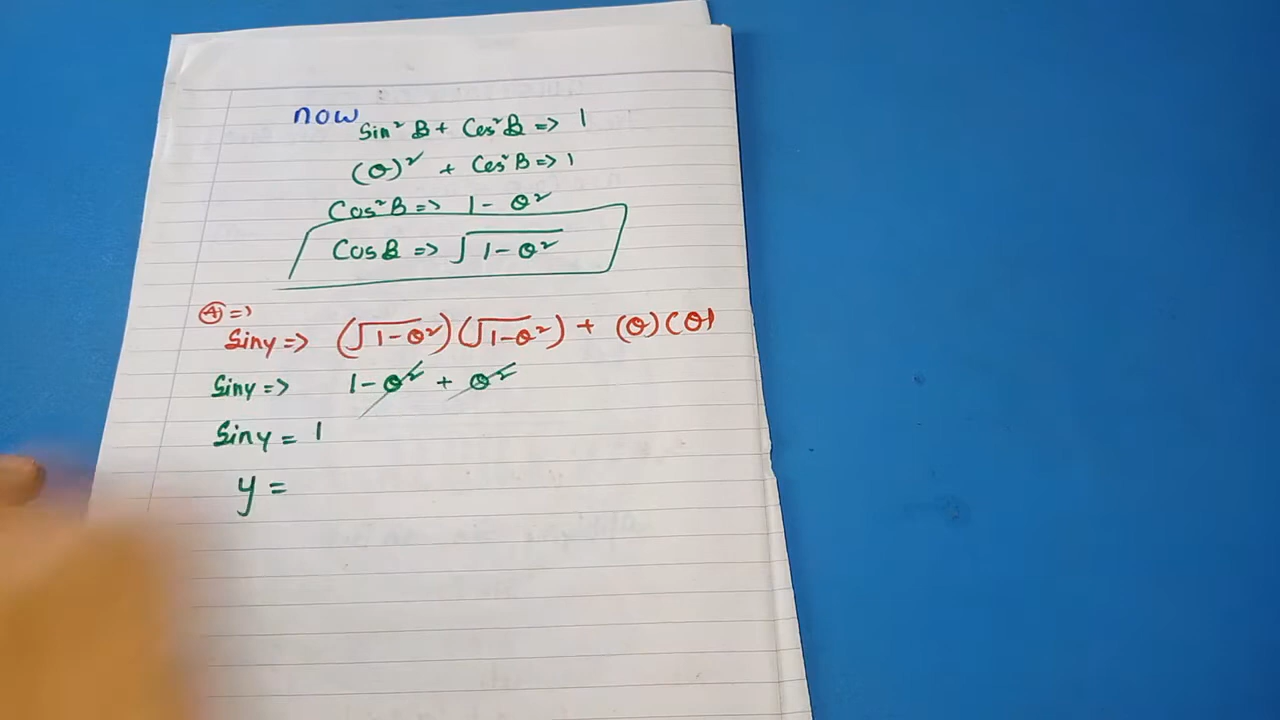 now
Sin² B + Cos² B => 1
(θ)² + Cos² B => 1
Cos² B => 1 - θ²
Cos B => √1 - θ²
(A) =>
Siny => (√1-θ²)(√1-θ²) + (θ)(θ)
Siny => 1 - θ² + θ²
Siny = 1
y =